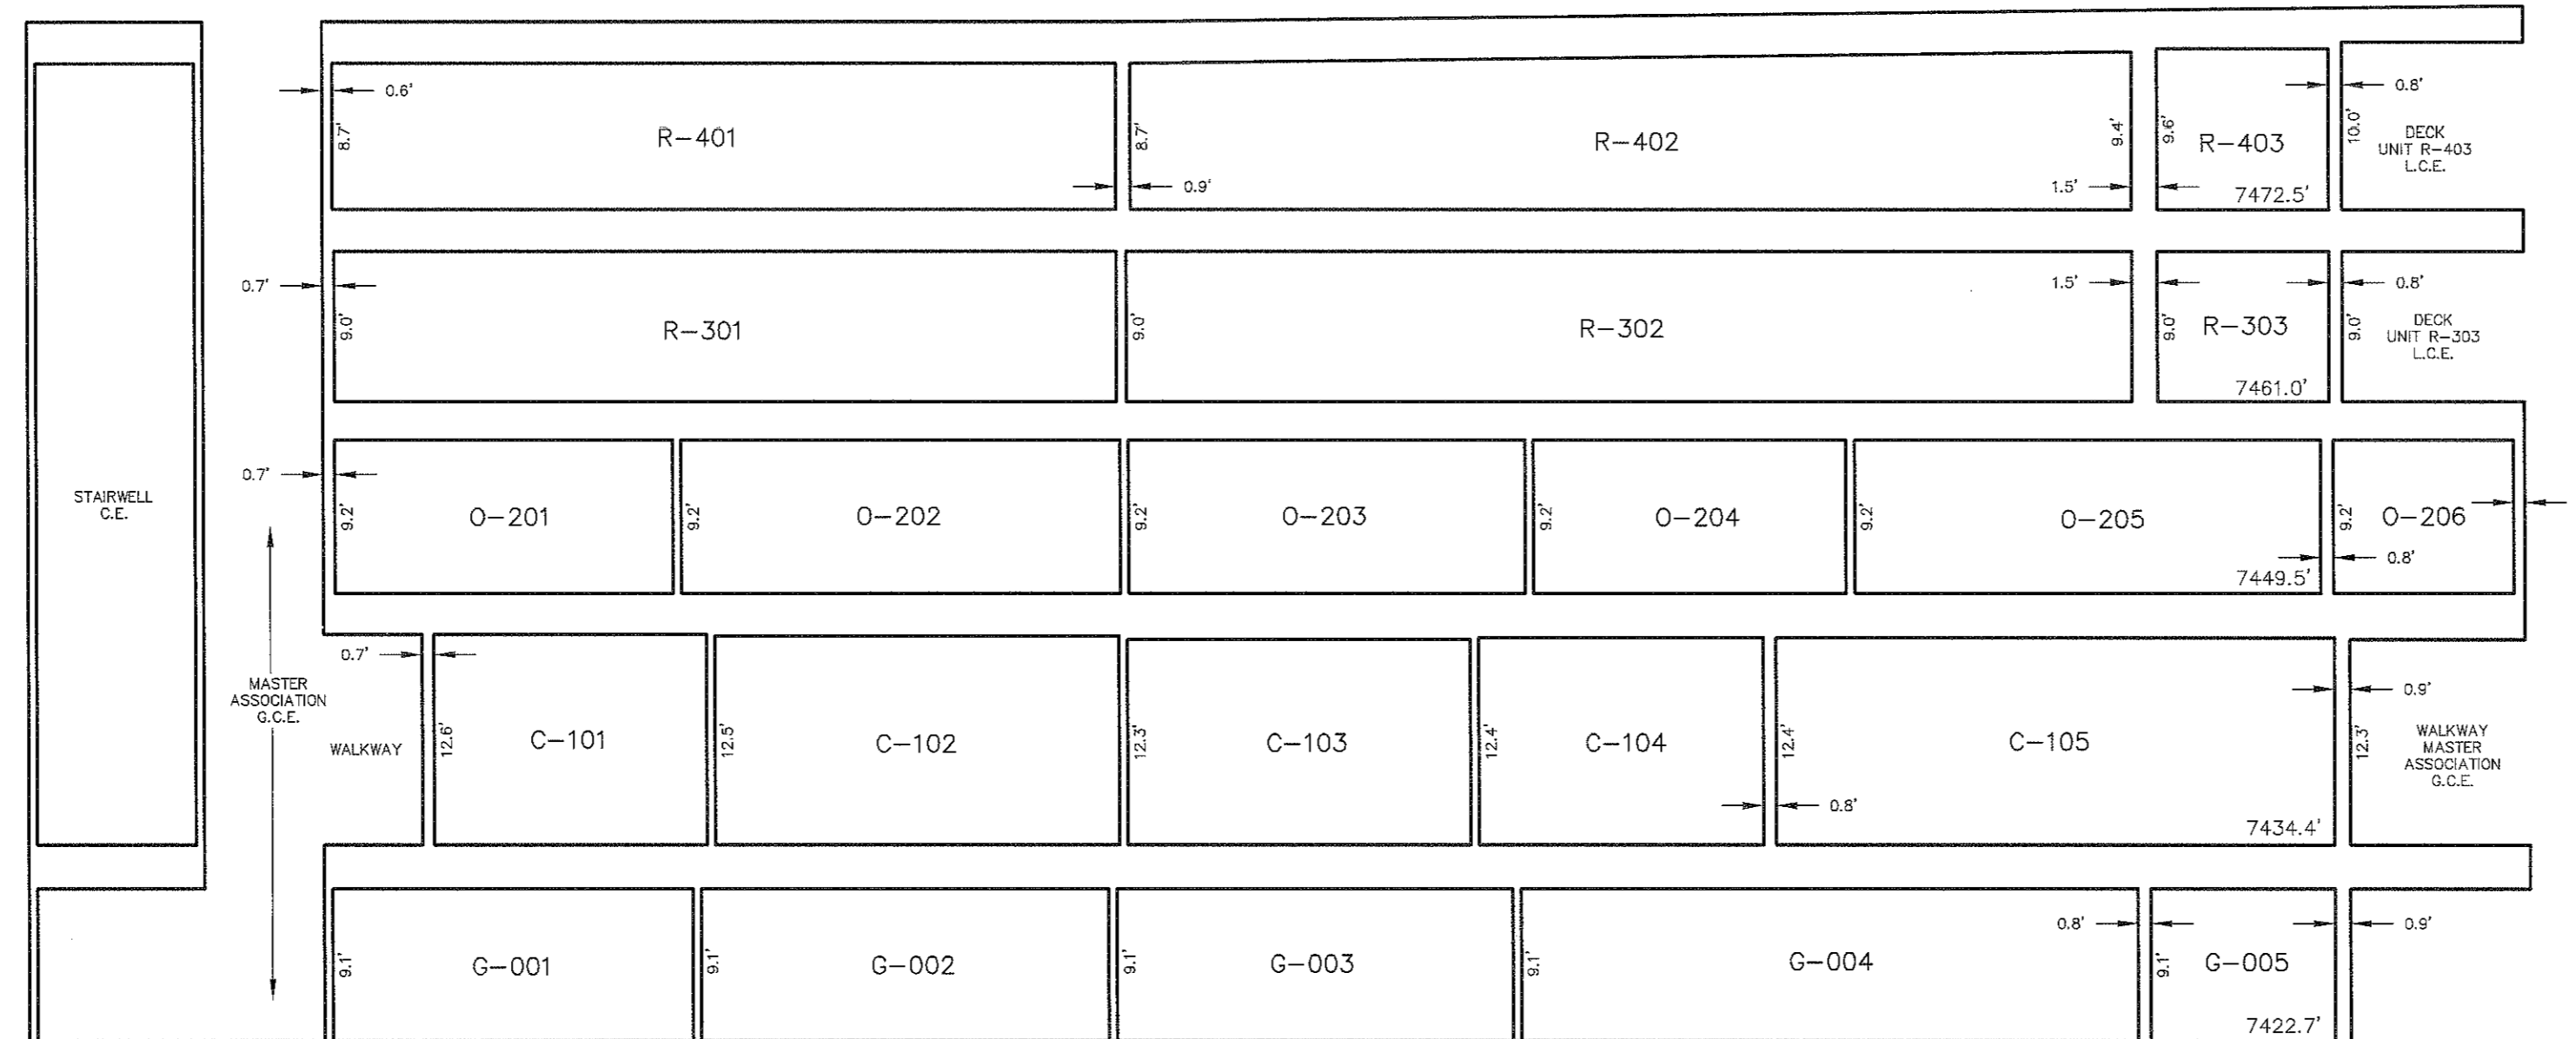 0.6'
8.7'
R-401
0.9'
8.7'
R-402
1.5'
9.4'
9.6'
R-403
7472.5'
0.8'
10.0'
DECK
UNIT R-403
L.C.E.
0.7'
9.0'
R-301
9.0'
R-302
1.5'
9.0'
R-303
7461.0'
0.8'
9.0'
DECK
UNIT R-303
L.C.E.
STAIRWELL
C.E.
0.7'
9.2'
O-201
9.2'
O-202
9.2'
O-203
9.2'
O-204
9.2'
O-205
7449.5'
9.2'
O-206
0.8'
MASTER
ASSOCIATION
G.C.E.
0.7'
WALKWAY
12.6'
C-101
12.5'
C-102
12.3'
C-103
12.4'
C-104
0.8'
12.4'
C-105
7434.4'
0.9'
12.3'
WALKWAY
MASTER
ASSOCIATION
G.C.E.
9.1'
G-001
9.1'
G-002
9.1'
G-003
9.1'
G-004
0.8'
9.1'
G-005
7422.7'
0.9'